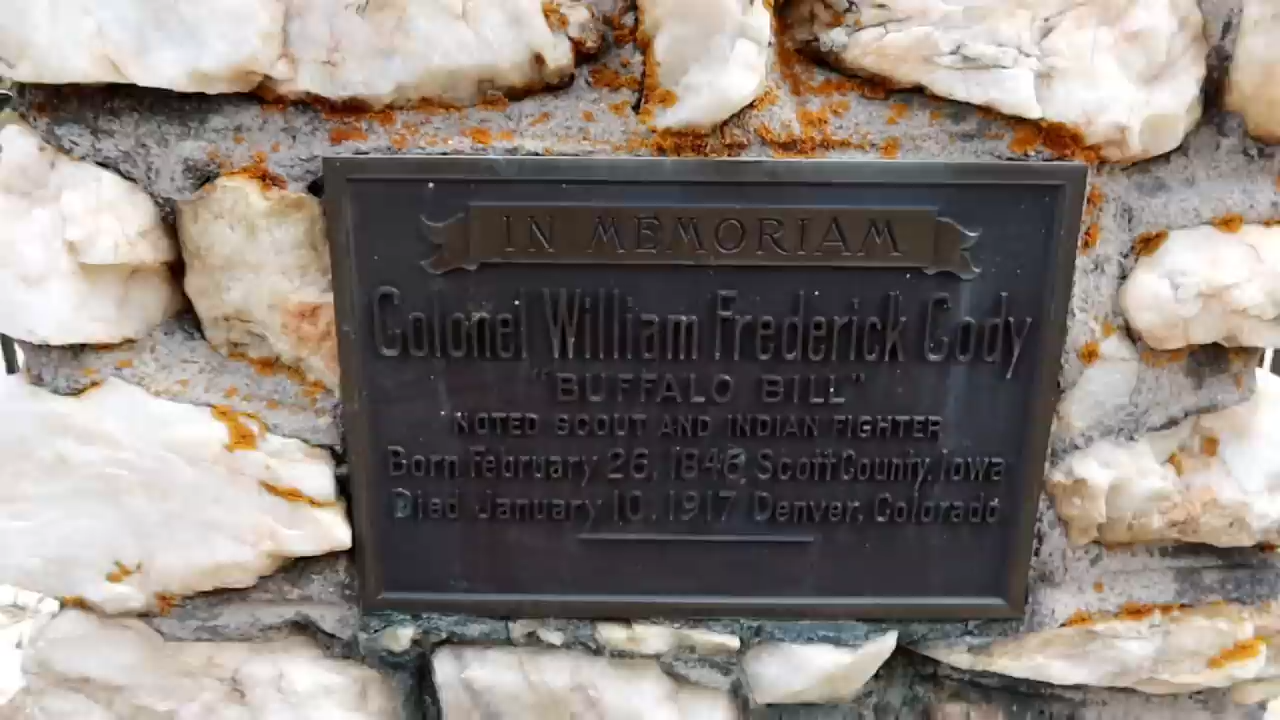 IN MEMORIAM
Colonel William Frederick Cody
"BUFFALO BILL"
NOTED SCOUT AND INDIAN FIGHTER
Born February 26, 1846, Scott County, Iowa
Died January 10, 1917 Denver, Colorado